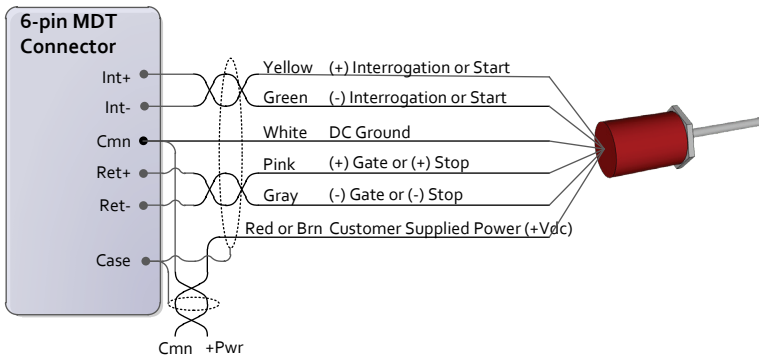 6-pin MDT
Connector
Int+
Yellow (+) Interrogation or Start
Int-
Green (-) Interrogation or Start
Cmn
White DC Ground
Ret+
Pink (+) Gate or (+) Stop
Ret-
Gray (-) Gate or (-) Stop
Red or Brn Customer Supplied Power (+Vdc)
Case
Cmn +Pwr